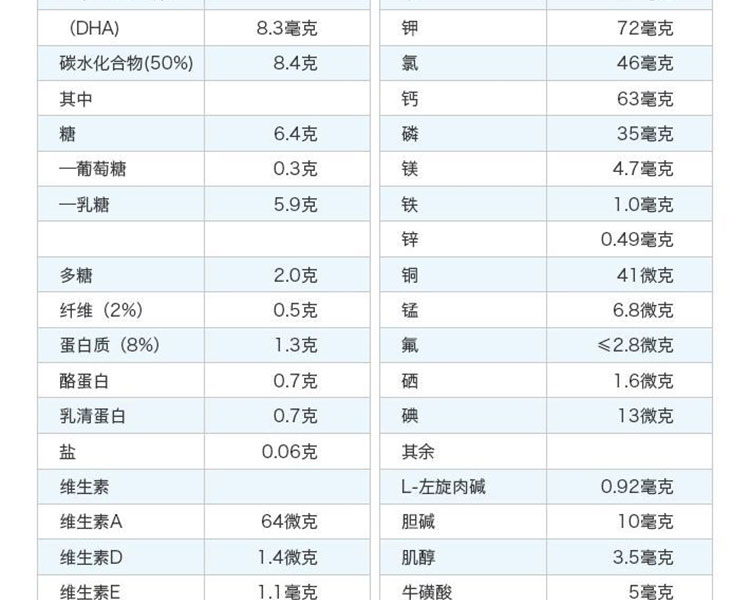 （DHA） 8.3毫克
碳水化合物(50%) 8.4克
其中
糖 6.4克
—葡萄糖 0.3克
—乳糖 5.9克
多糖 2.0克
纤维（2%） 0.5克
蛋白质（8%） 1.3克
酪蛋白 0.7克
乳清蛋白 0.7克
盐 0.06克
维生素
维生素A 64微克
维生素D 1.4微克
维生素E 1.1毫克
钾 72毫克
氯 46毫克
钙 63毫克
磷 35毫克
镁 4.7毫克
铁 1.0毫克
锌 0.49毫克
铜 41微克
锰 6.8微克
氟 ≤2.8微克
硒 1.6微克
碘 13微克
其余
L-左旋肉碱 0.92毫克
胆碱 10毫克
肌醇 3.5毫克
牛磺酸 5毫克